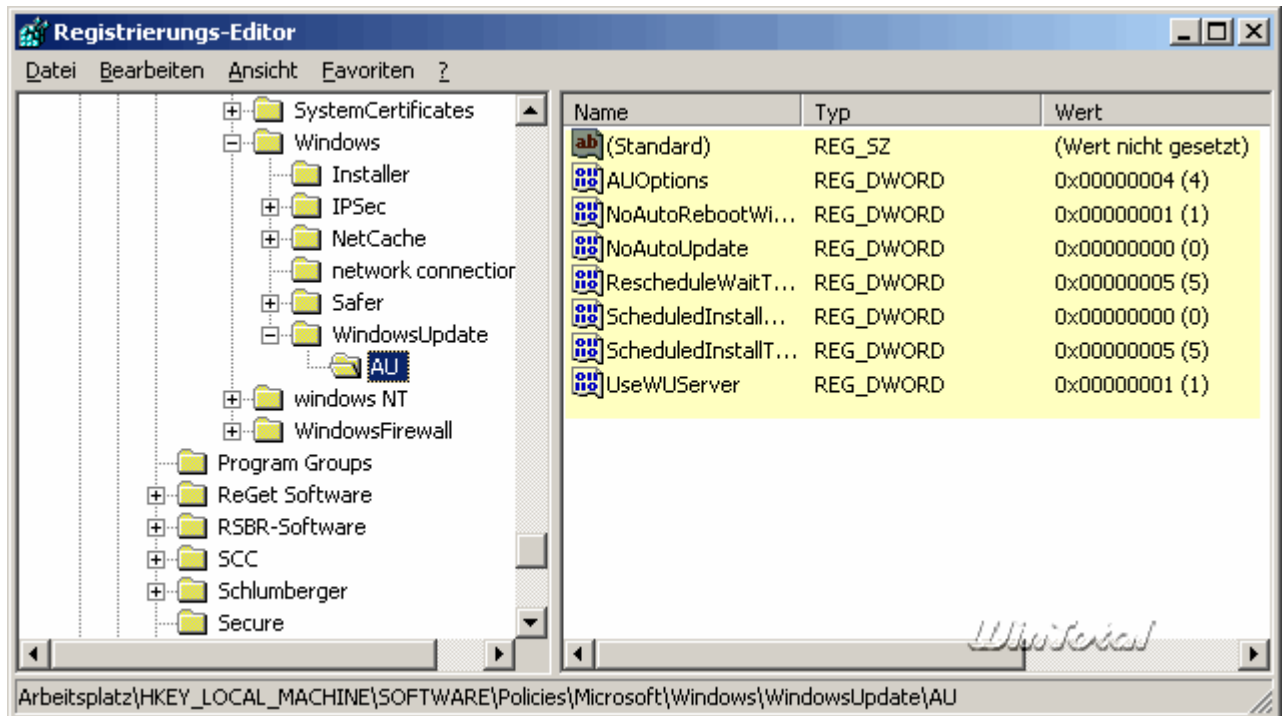 Registrierungs-Editor
Datei Bearbeiten Ansicht Favoriten ?
SystemCertificates
Windows
Installer
IPSec
NetCache
network connection
Safer
WindowsUpdate
AU
windows NT
WindowsFirewall
Program Groups
ReGet Software
RSBR-Software
SCC
Schlumberger
Secure
Name Typ Wert
(Standard) REG_SZ (Wert nicht gesetzt)
AUOptions REG_DWORD 0x00000004 (4)
NoAutoRebootWi... REG_DWORD 0x00000001 (1)
NoAutoUpdate REG_DWORD 0x00000000 (0)
RescheduleWaitT... REG_DWORD 0x00000005 (5)
ScheduledInstall... REG_DWORD 0x00000000 (0)
ScheduledInstallT... REG_DWORD 0x00000005 (5)
UseWUServer REG_DWORD 0x00000001 (1)
WinTotal
Arbeitsplatz\HKEY_LOCAL_MACHINE\SOFTWARE\Policies\Microsoft\Windows\WindowsUpdate\AU